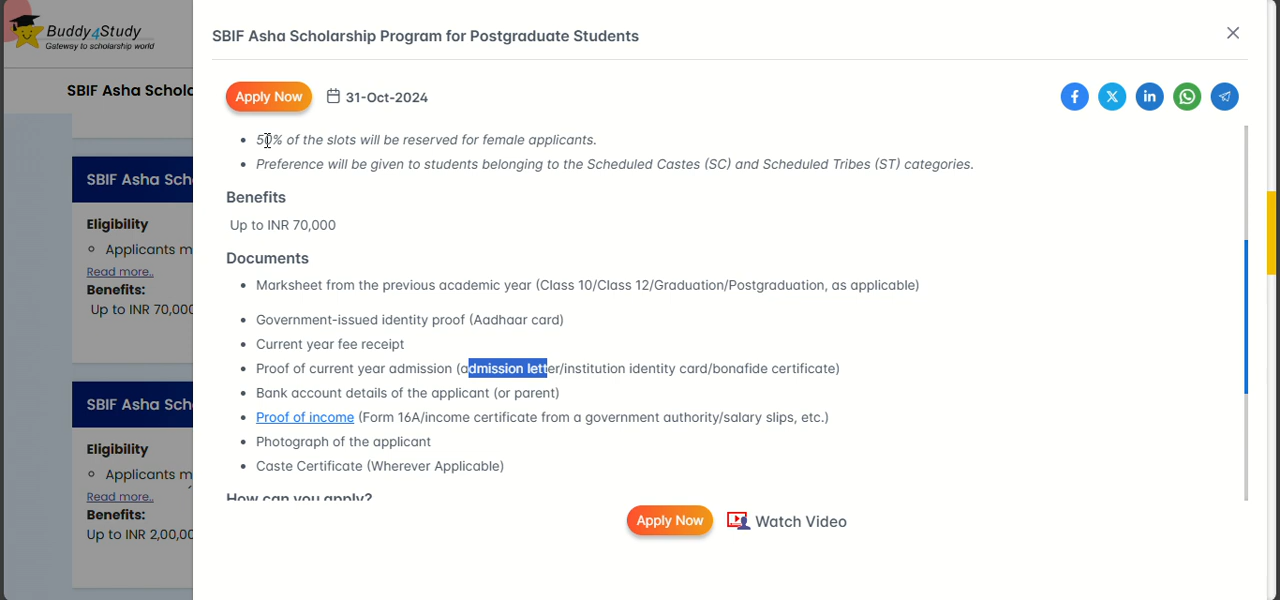 Buddy4Study
Gateway to scholarship world
SBIF Asha Schola
SBIF Asha Sch
Eligibility
Applicants m
Read more..
Benefits:
Up to INR 70,000
SBIF Asha Sch
Eligibility
Applicants m
Read more..
Benefits:
Up to INR 2,00,00
SBIF Asha Scholarship Program for Postgraduate Students
Apply Now 31-Oct-2024
50% of the slots will be reserved for female applicants.
Preference will be given to students belonging to the Scheduled Castes (SC) and Scheduled Tribes (ST) categories.
Benefits
Up to INR 70,000
Documents
Marksheet from the previous academic year (Class 10/Class 12/Graduation/Postgraduation, as applicable)
Government-issued identity proof (Aadhaar card)
Current year fee receipt
Proof of current year admission (admission letter/institution identity card/bonafide certificate)
Bank account details of the applicant (or parent)
Proof of income (Form 16A/income certificate from a government authority/salary slips, etc.)
Photograph of the applicant
Caste Certificate (Wherever Applicable)
How can you apply?
Apply Now Watch Video